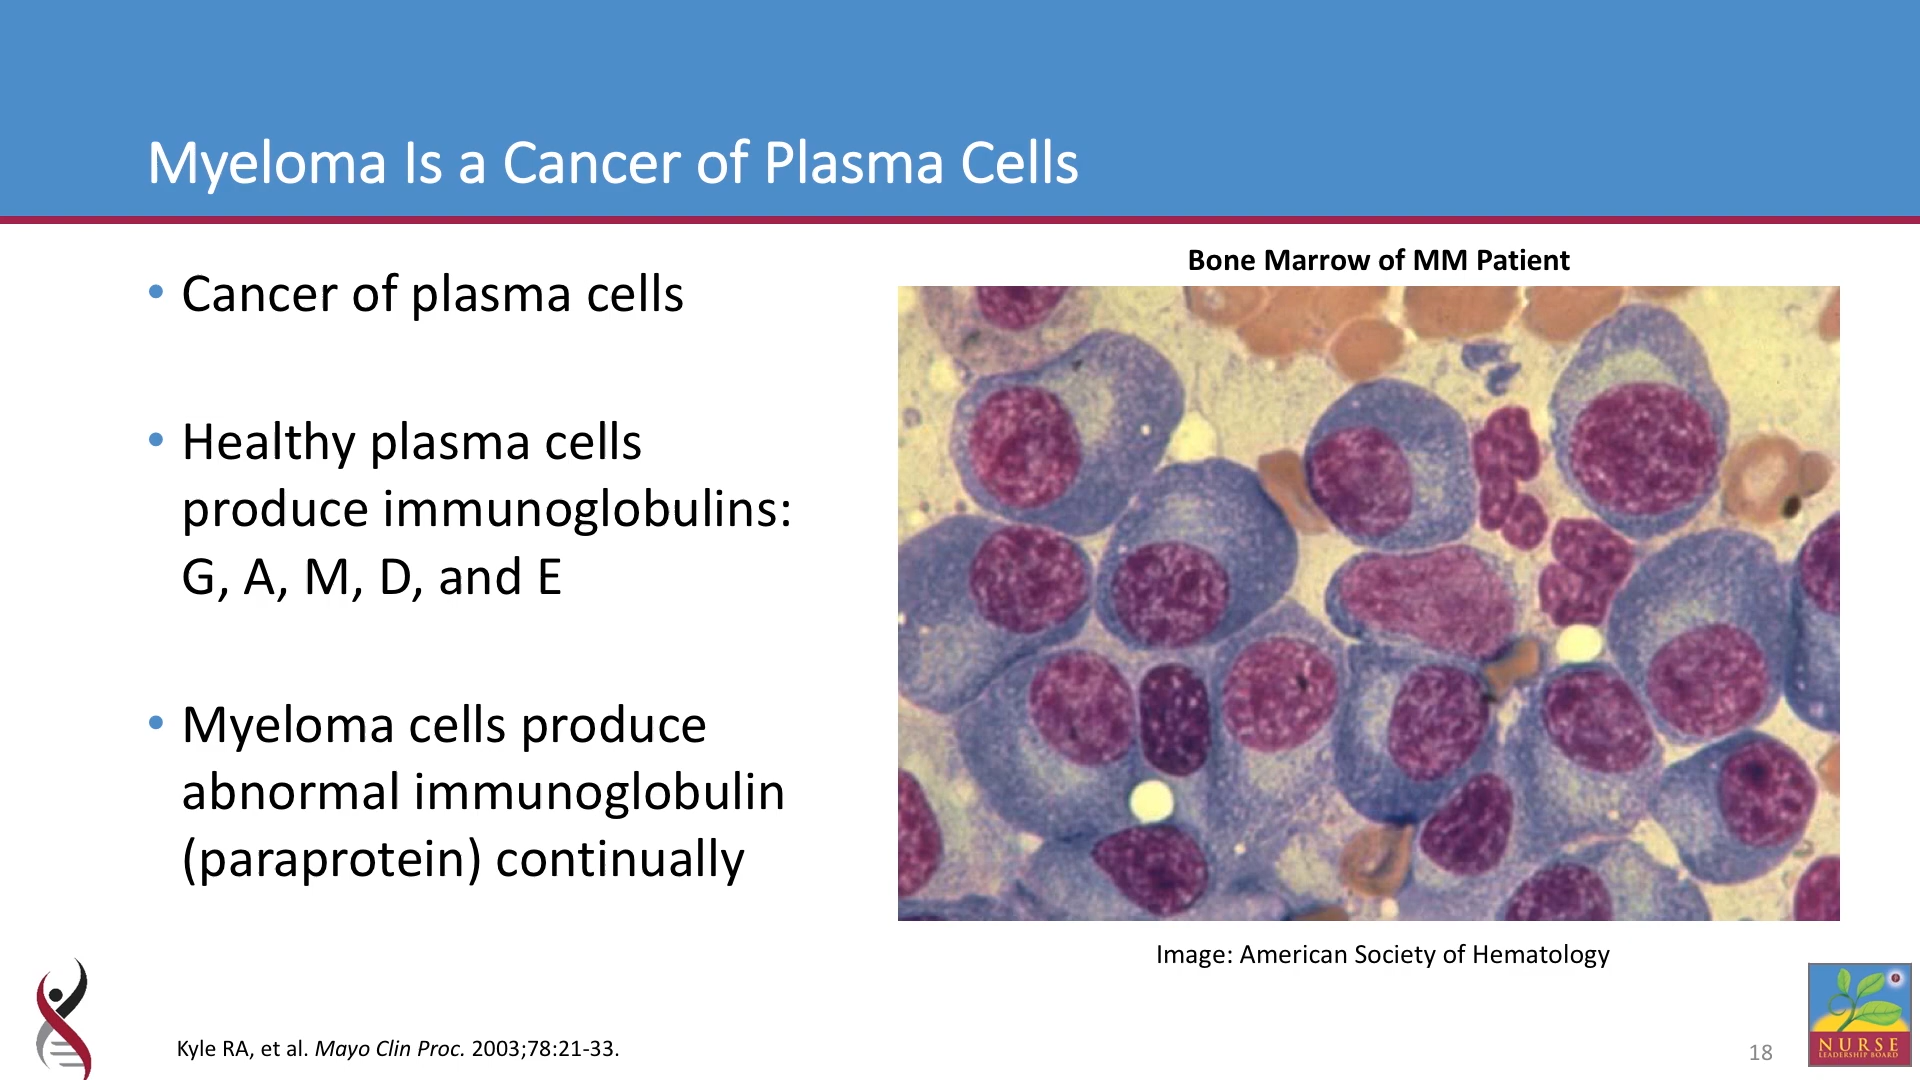 Myeloma Is a Cancer of Plasma Cells
• Cancer of plasma cells
• Healthy plasma cells
produce immunoglobulins:
G, A, M, D, and E
• Myeloma cells produce
abnormal immunoglobulin
(paraprotein) continually
Bone Marrow of MM Patient
Image: American Society of Hematology
Kyle RA, et al. Mayo Clin Proc. 2003;78:21-33.
18
NURSE
LEADERSHIP BOARD